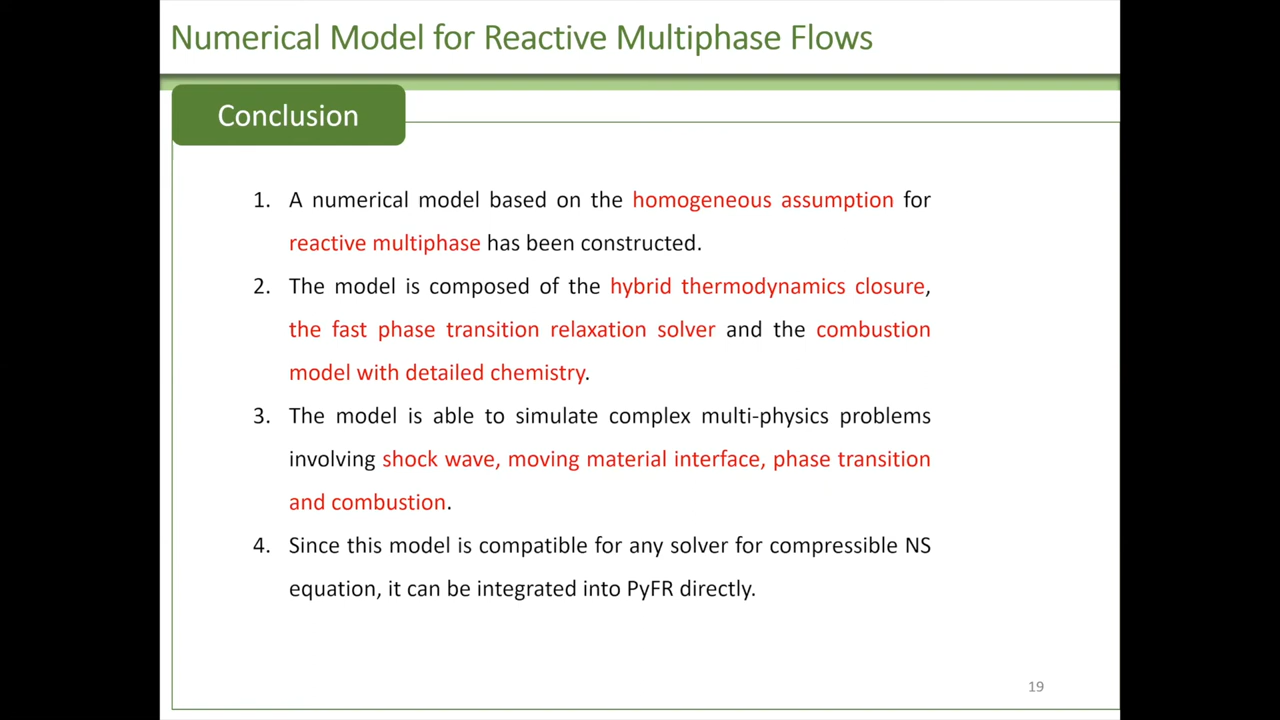 Numerical Model for Reactive Multiphase Flows
Conclusion
1. A numerical model based on the homogeneous assumption for
reactive multiphase has been constructed.
2. The model is composed of the hybrid thermodynamics closure,
the fast phase transition relaxation solver and the combustion
model with detailed chemistry.
3. The model is able to simulate complex multi-physics problems
involving shock wave, moving material interface, phase transition
and combustion.
4. Since this model is compatible for any solver for compressible NS
equation, it can be integrated into PyFR directly.
19